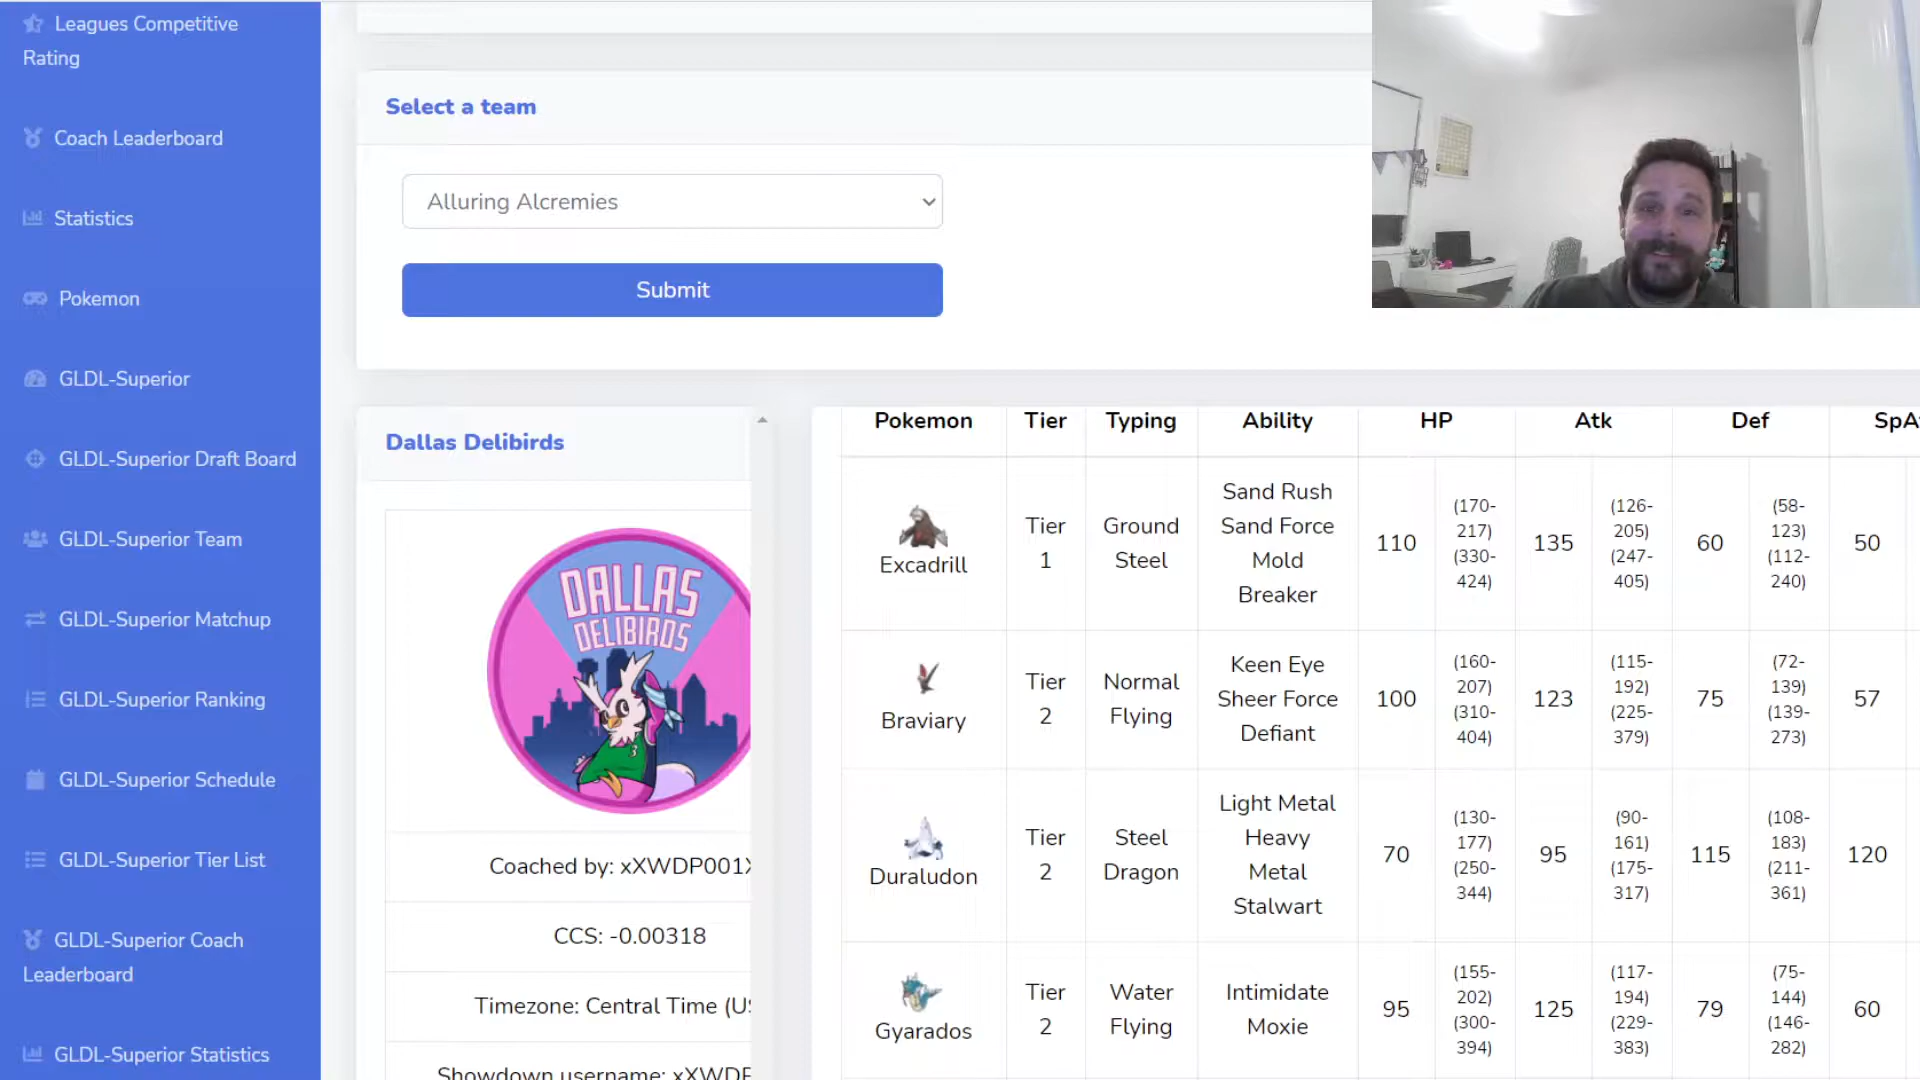 Leagues Competitive
Rating
Coach Leaderboard
Statistics
Pokemon
GLDL-Superior
GLDL-Superior Draft Board
GLDL-Superior Team
GLDL-Superior Matchup
GLDL-Superior Ranking
GLDL-Superior Schedule
GLDL-Superior Tier List
GLDL-Superior Coach
Leaderboard
GLDL-Superior Statistics
Select a team
Alluring Alcremies
Submit
Dallas Delibirds
DALLAS
DELIBIRDS
Coached by: xXWDP001X
CCS: -0.00318
Timezone: Central Time (US
Showdown username: xXWDP
Pokemon Tier Typing Ability HP Atk Def SpA
Excadrill
Tier
1
Ground
Steel
Sand Rush
Sand Force
Mold
Breaker
110
(170-
217)
(330-
424)
135
(126-
205)
(247-
405)
60
(58-
123)
(112-
240)
50
Braviary
Tier
2
Normal
Flying
Keen Eye
Sheer Force
Defiant
100
(160-
207)
(310-
404)
123
(115-
192)
(225-
379)
75
(72-
139)
(139-
273)
57
Duraludon
Tier
2
Steel
Dragon
Light Metal
Heavy
Metal
Stalwart
70
(130-
177)
(250-
344)
95
(90-
161)
(175-
317)
115
(108-
183)
(211-
361)
120
Gyarados
Tier
2
Water
Flying
Intimidate
Moxie
95
(155-
202)
(300-
394)
125
(117-
194)
(229-
383)
79
(75-
144)
(146-
282)
60